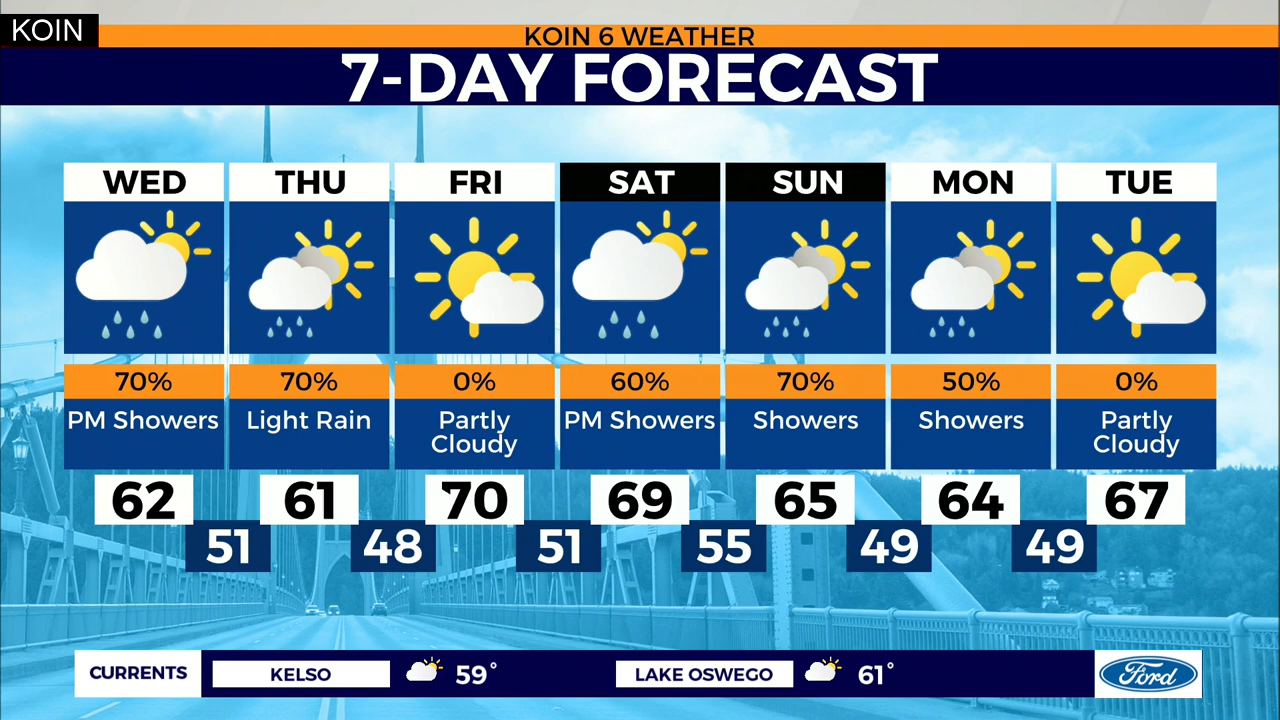 KOIN
KOIN 6 WEATHER
7-DAY FORECAST
WED THU FRI SAT SUN MON TUE
70% 70% 0% 60% 70% 50% 0%
PM Showers Light Rain Partly Cloudy PM Showers Showers Showers Partly Cloudy
62 61 70 69 65 64 67
51 48 51 55 49 49
CURRENTS KELSO 59° LAKE OSWEGO 61° Ford